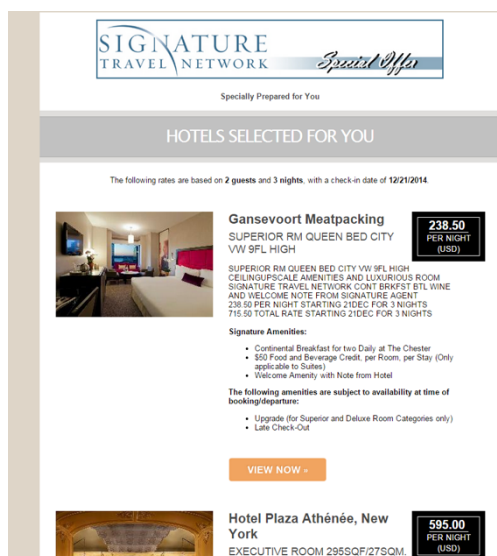 SIGNATURE
TRAVEL NETWORK
Special Offer
Specially Prepared for You
HOTELS SELECTED FOR YOU
The following rates are based on 2 guests and 3 nights, with a check-in date of 12/21/2014.
Gansevoort Meatpacking
SUPERIOR RM QUEEN BED CITY
VW 9FL HIGH
238.50
PER NIGHT
(USD)
SUPERIOR RM QUEEN BED CITY VW 9FL HIGH
CEILINGUPSCALE AMENITIES AND LUXURIOUS ROOM
SIGNATURE TRAVEL NETWORK CONT BRKFST BTL WINE
AND WELCOME NOTE FROM SIGNATURE AGENT
238.50 PER NIGHT STARTING 21DEC FOR 3 NIGHTS
715.50 TOTAL RATE STARTING 21DEC FOR 3 NIGHTS
Signature Amenities:
• Continental Breakfast for two Daily at The Chester
• $50 Food and Beverage Credit, per Room, per Stay (Only
applicable to Suites)
• Welcome Amenity with Note from Hotel
The following amenities are subject to availability at time of
booking/departure:
• Upgrade (for Superior and Deluxe Room Categories only)
• Late Check-Out
VIEW NOW »
Hotel Plaza Athénée, New
York
EXECUTIVE ROOM 295SQF/27SQM,
595.00
PER NIGHT
(USD)